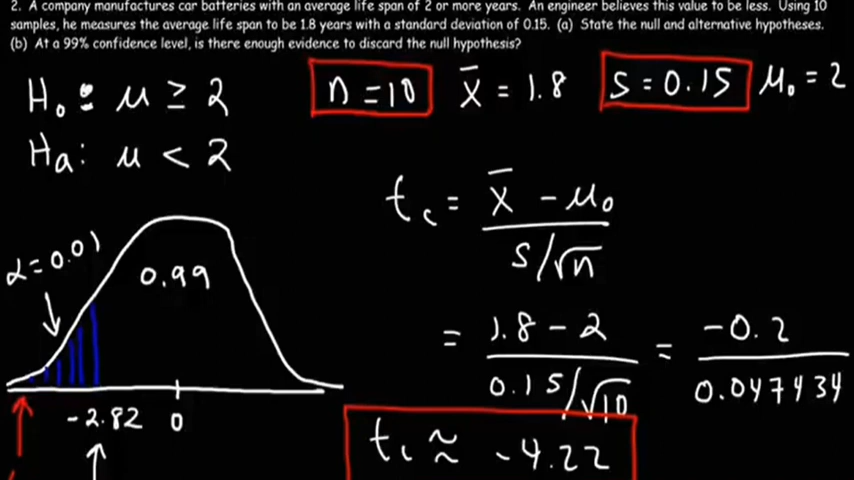 2. A company manufactures car batteries with an average life span of 2 or more years. An engineer believes this value to be less. Using 10
samples, he measures the average life span to be 1.8 years with a standard deviation of 0.15. (a) State the null and alternative hypotheses.
(b) At a 99% confidence level, is there enough evidence to discard the null hypothesis?
H₀: μ ≥ 2
n = 10
x̄ = 1.8
s = 0.15
μ₀ = 2
Ha: μ < 2
t_c = (x̄ - μ₀) / (s/√n)
α = 0.01
0.99
= (1.8 - 2) / (0.15/√10) = -0.2 / 0.047434
-2.82
0
t_c ≈ -4.22